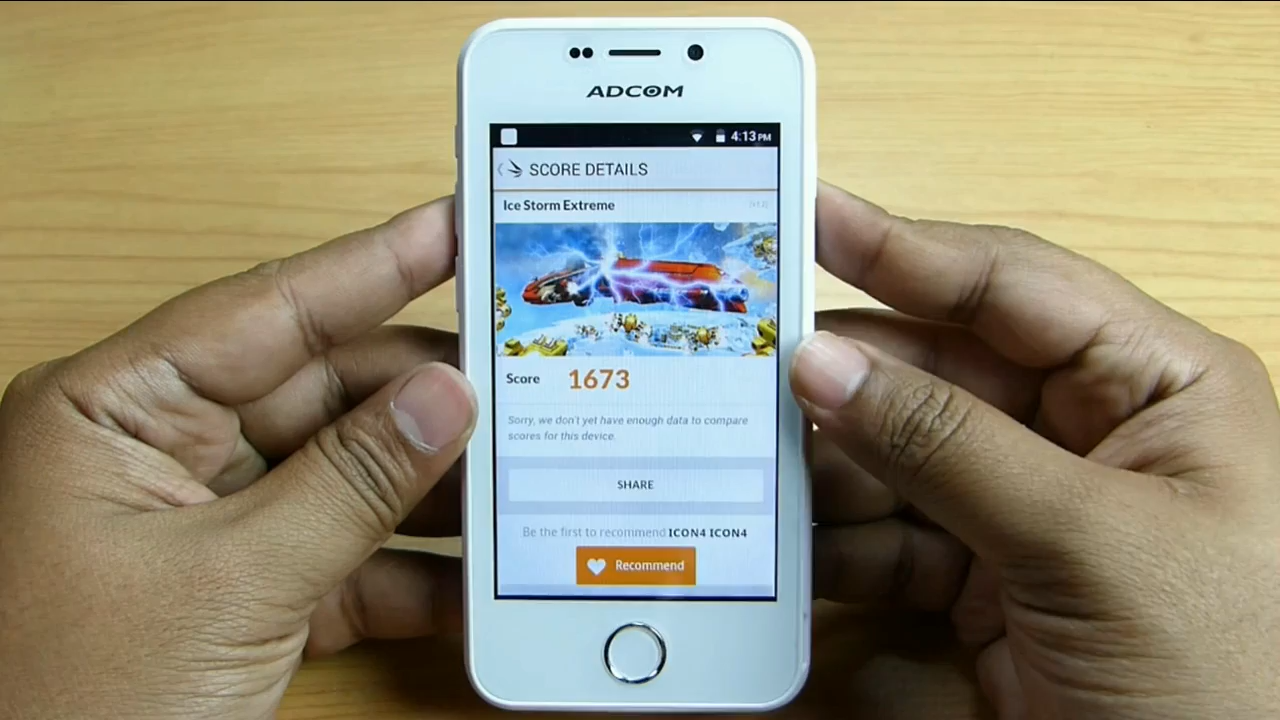 ADCOM
4:13 PM
SCORE DETAILS
Ice Storm Extreme
Score 1673
Sorry, we don't yet have enough data to compare
scores for this device.
SHARE
Be the first to recommend ICON4 ICON4
Recommend